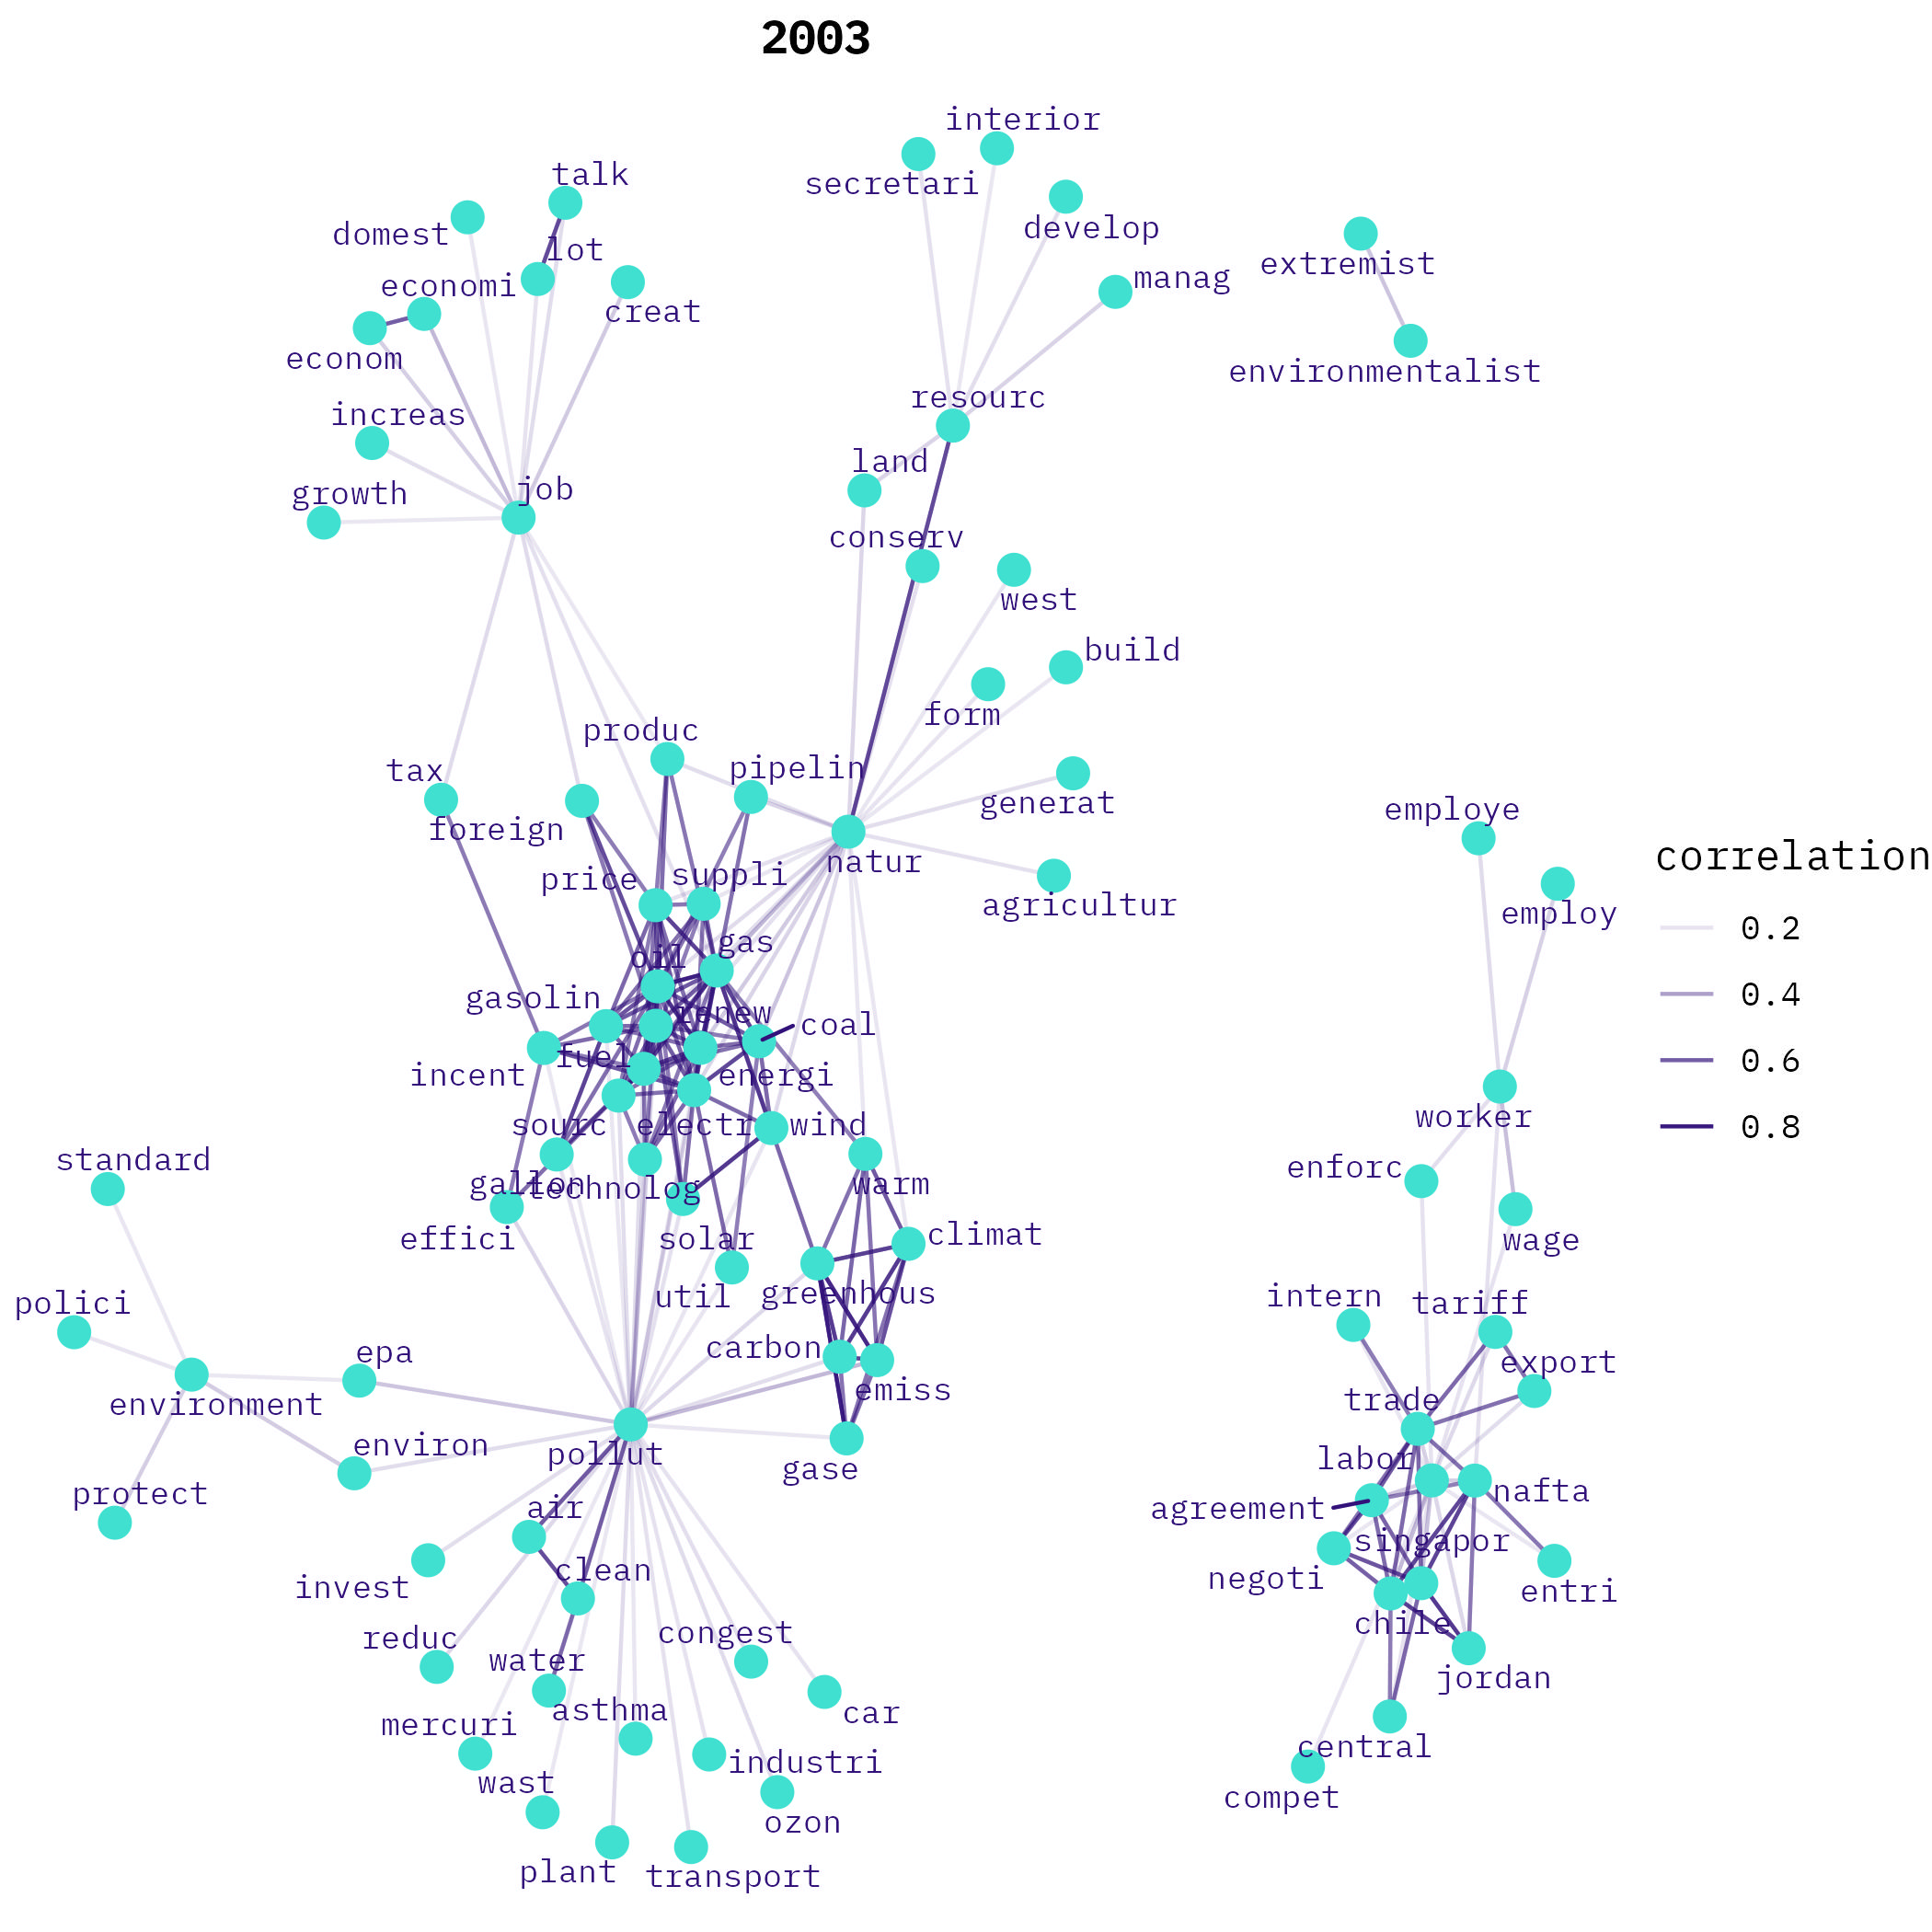 2003
interior
talk
secretari
domest
develop
lot
extremist
manag
economi
creat
econom
environmentalist
resourc
increas
land
job
growth
conserv
west
build
form
produc
pipelin
tax
generat
employe
foreign
natur
correlation
price
suppli
agricultur
employ
0.2
gas
oil
0.4
gasolin
renew
coal
fuel
0.6
incent
energi
worker
sourc
electr
wind
0.8
standard
enforc
gallon
technolog
warm
effici
solar
climat
wage
polici
util
greenhous
intern
tariff
epa
carbon
export
environment
emiss
trade
environ
pollut
labor
gase
protect
nafta
air
agreement
singapor
clean
invest
negoti
entri
reduc
congest
chile
water
jordan
asthma
mercuri
car
central
wast
industri
compet
ozon
plant
transport